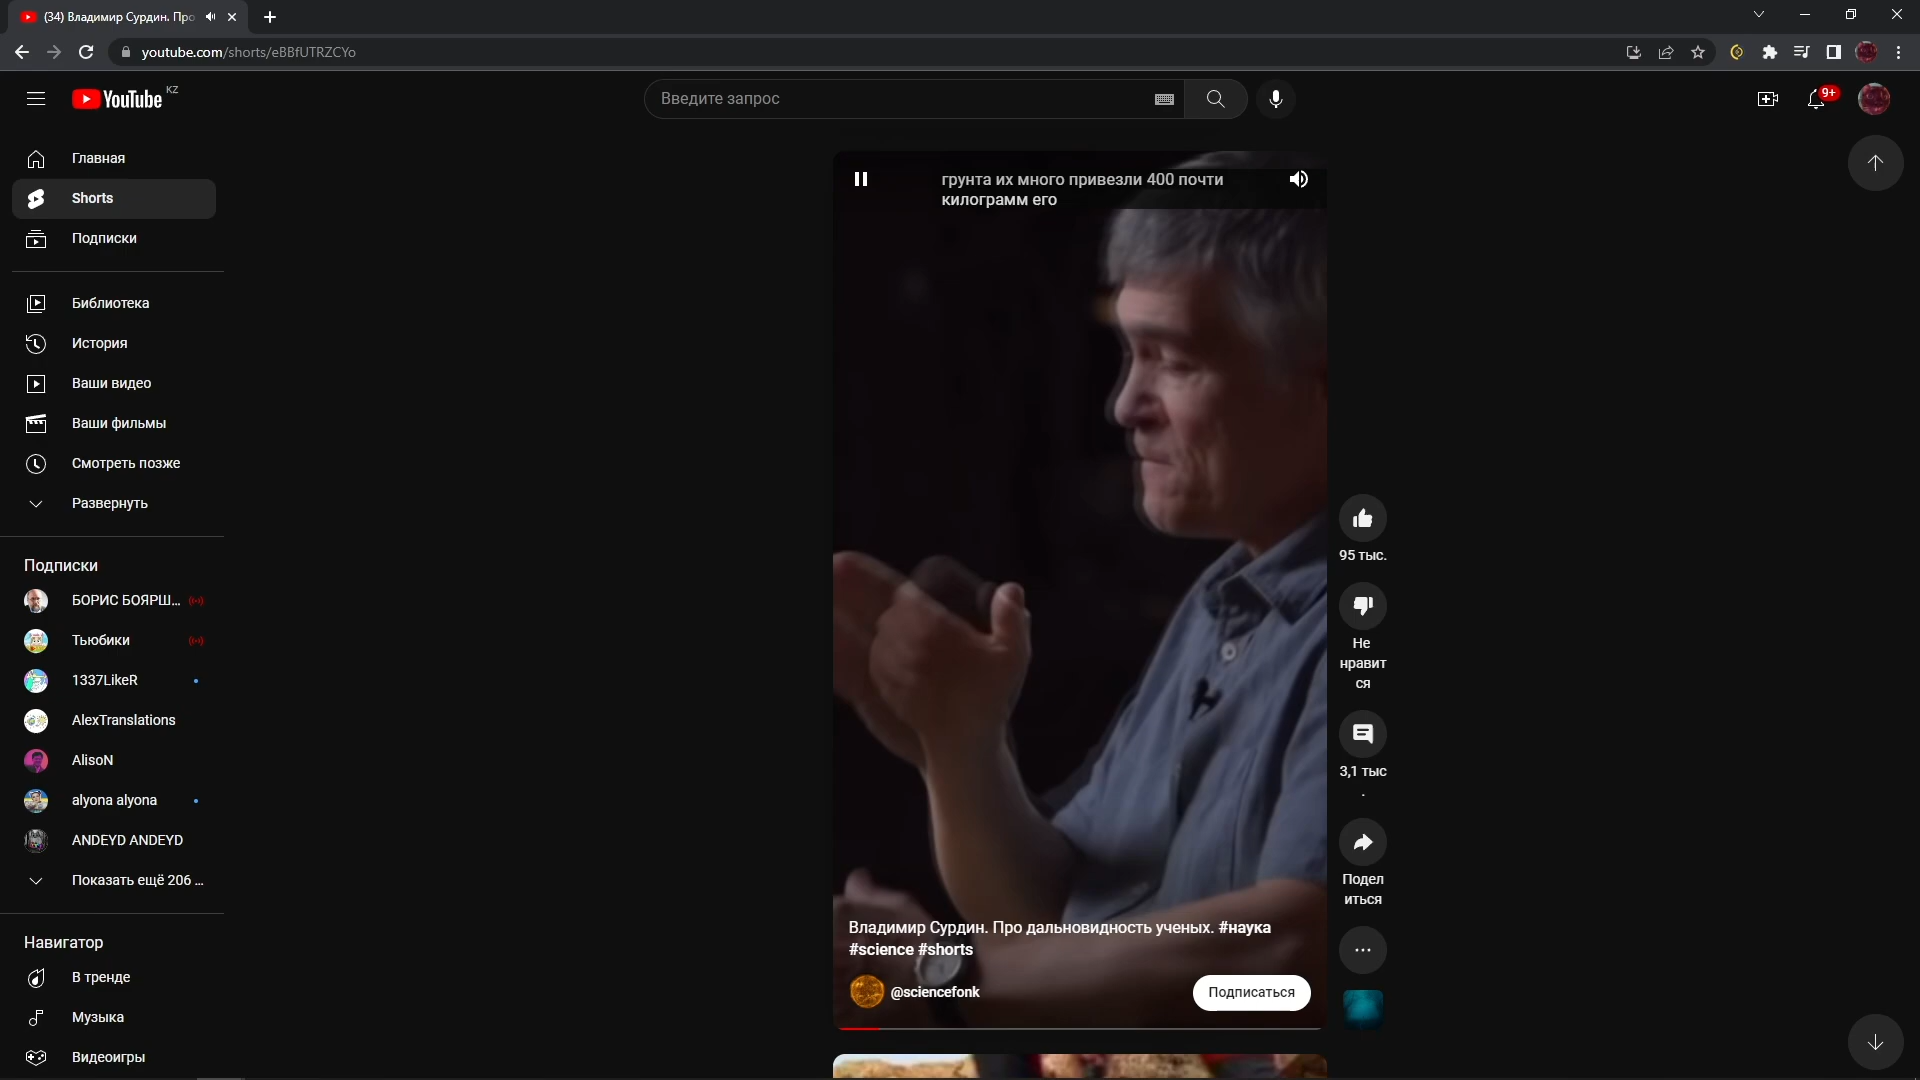 (34) Владимир Сурдин. Про
youtube.com/shorts/eBBfUTRZCYo
YouTube KZ
Введите запрос
9+
Главная
Shorts
Подписки
Библиотека
История
Ваши видео
Ваши фильмы
Смотреть позже
Развернуть
Подписки
БОРИС БОЯРШ...
Тьюбики
1337LikeR
AlexTranslations
AlisoN
alyona alyona
ANDEYD ANDEYD
Показать ещё 206 ...
Навигатор
В тренде
Музыка
Видеоигры
грунта их много привезли 400 почти
килограмм его
Владимир Сурдин. Про дальновидность ученых. #наука
#science #shorts
@sciencefonk
Подписаться
95 тыс.
Не
нравит
ся
3,1 тыс
.
Подел
иться